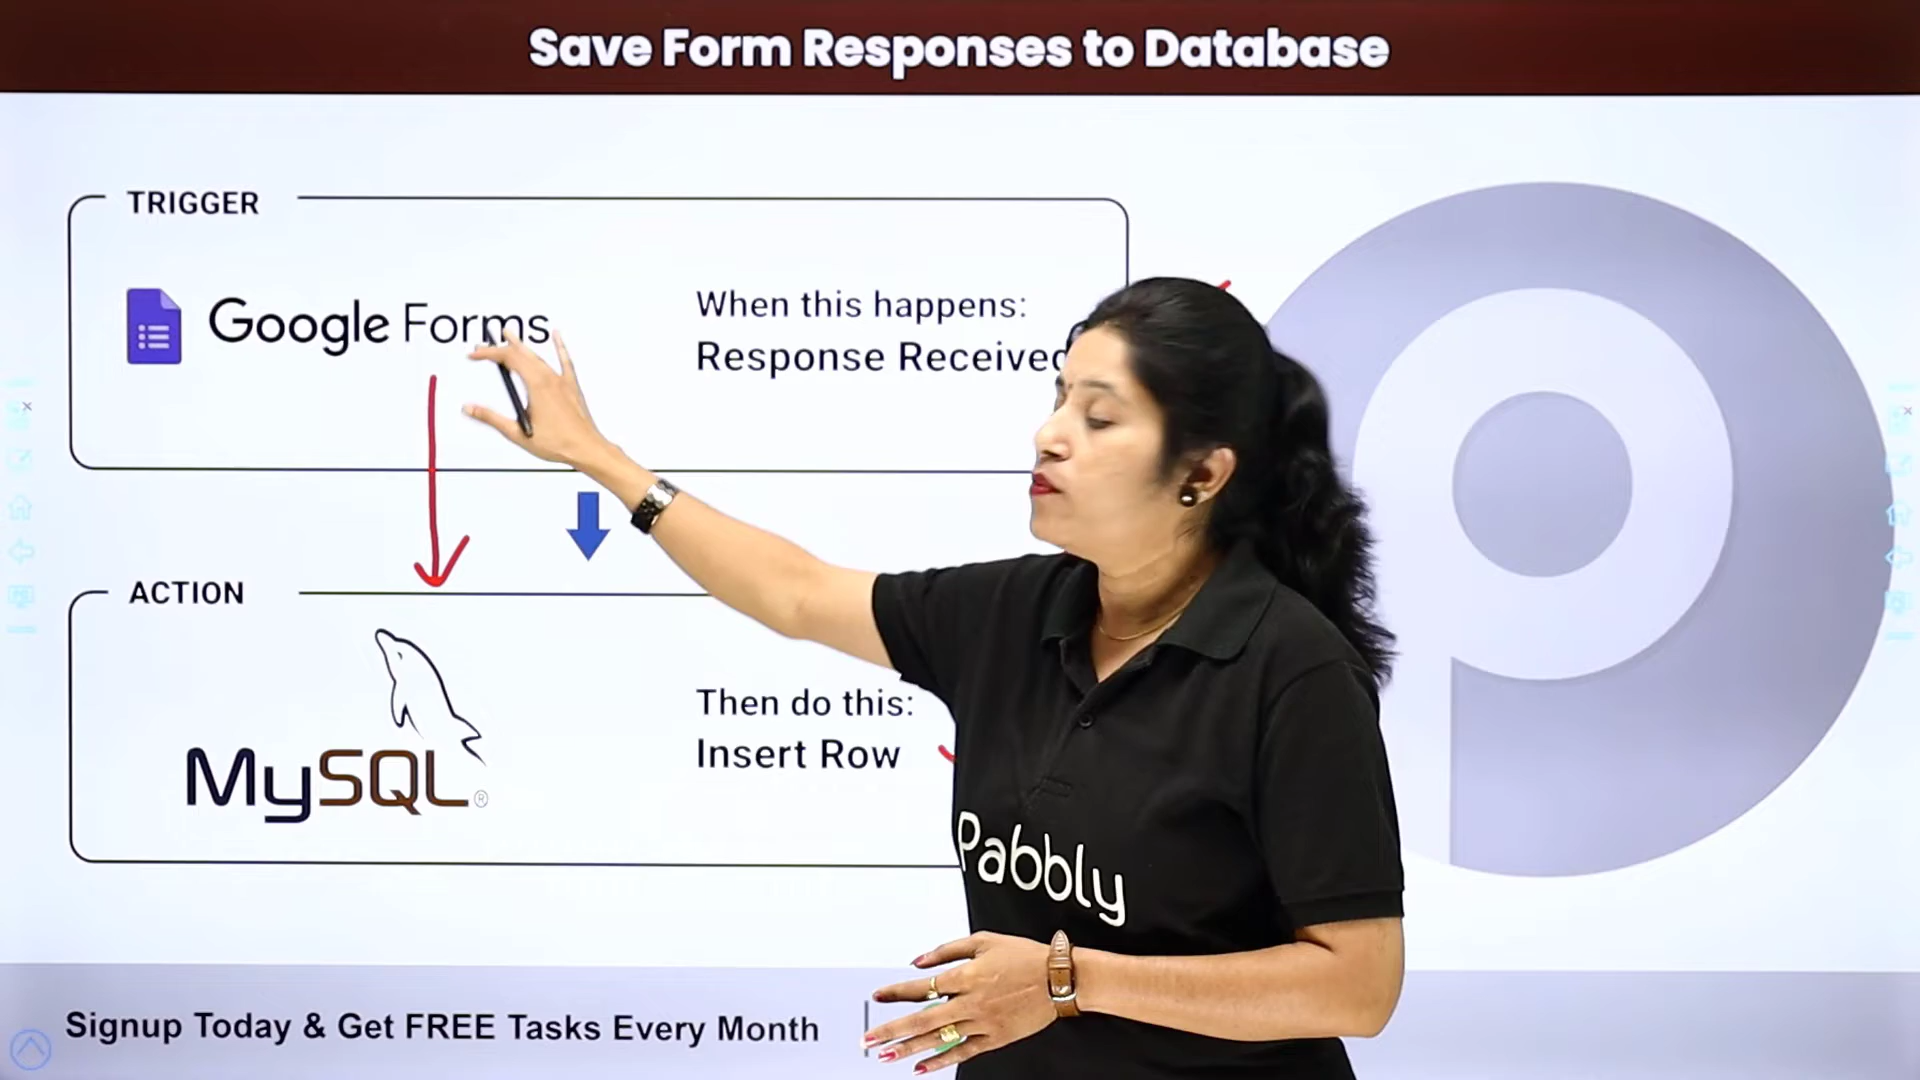 Save Form Responses to Database
TRIGGER
Google Forms
When this happens:
Response Received
ACTION
MySQL®
Then do this:
Insert Row
Pabbly
Signup Today & Get FREE Tasks Every Month